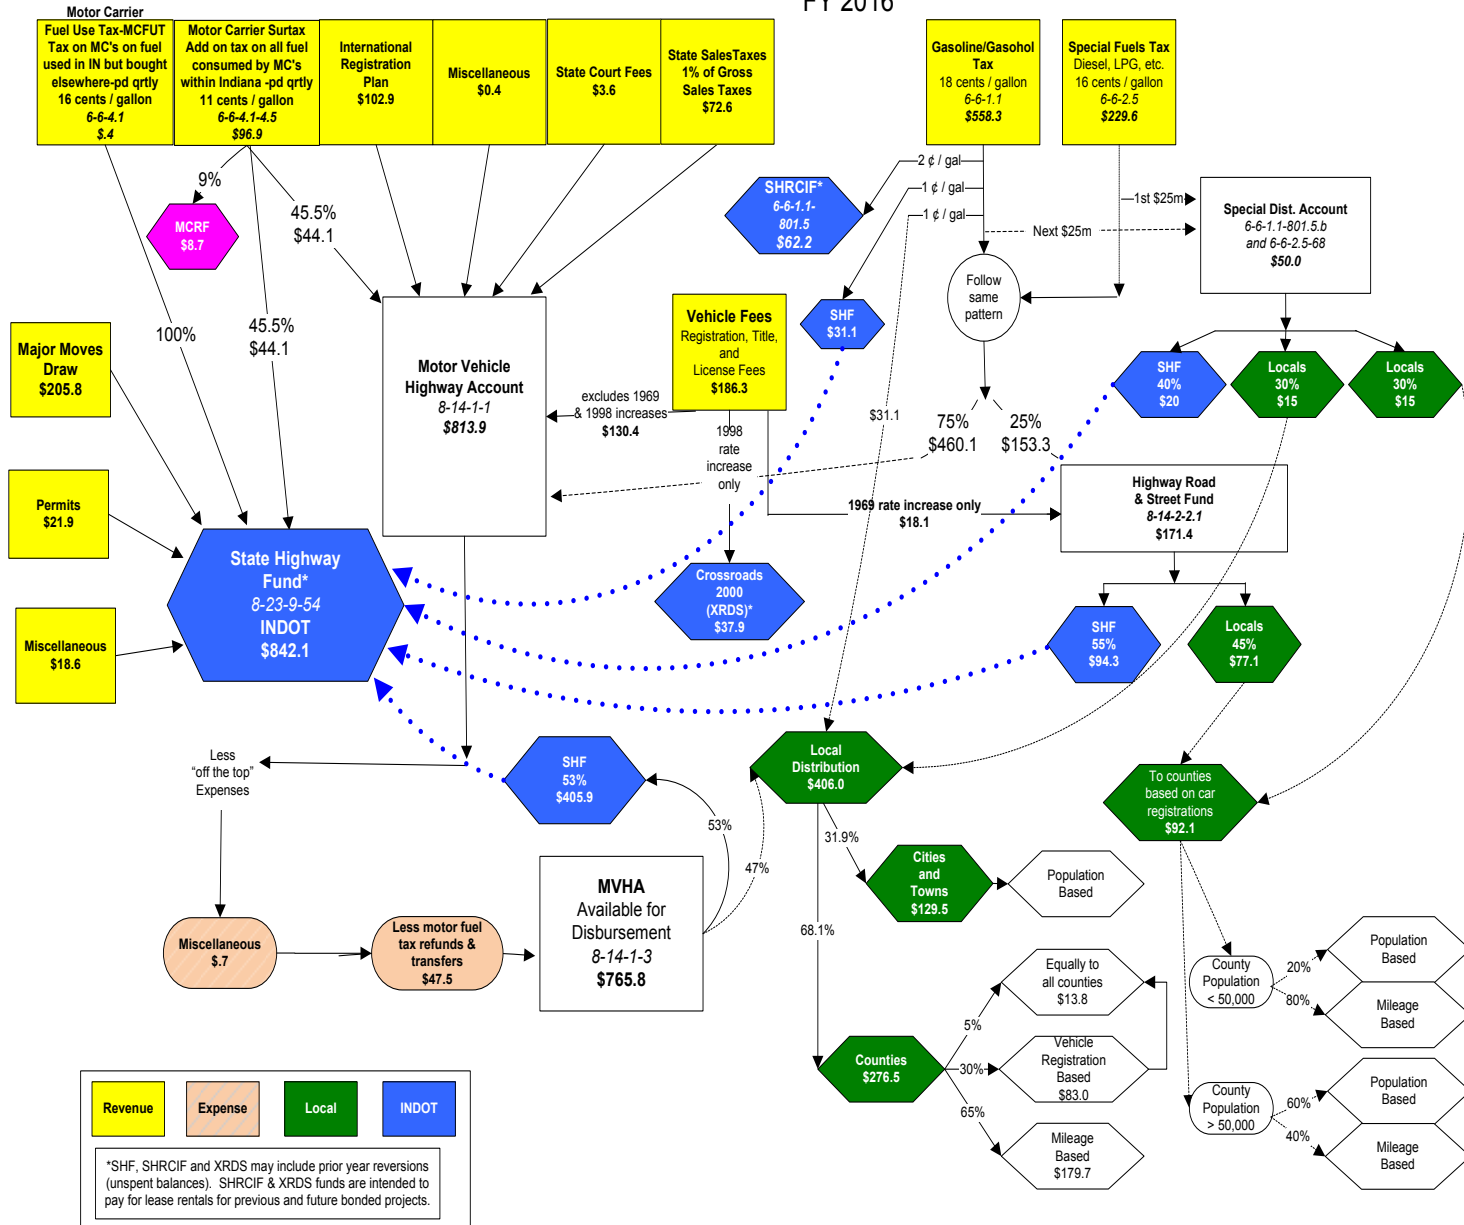 FY 2016
Motor Carrier
Fuel Use Tax-MCFUT
Tax on MC's on fuel
used in IN but bought
elsewhere-pd qrtly
16 cents / gallon
6-6-4.1
$.4
Motor Carrier Surtax
Add on tax on all fuel
consumed by MC's
within Indiana -pd qrtly
11 cents / gallon
6-6-4.1-4.5
$96.9
International
Registration
Plan
$102.9
Miscellaneous
$0.4
State Court Fees
$3.6
State SalesTaxes
1% of Gross
Sales Taxes
$72.6
Gasoline/Gasohol
Tax
18 cents / gallon
6-6-1.1
$558.3
Special Fuels Tax
Diesel, LPG, etc.
16 cents / gallon
6-6-2.5
$229.6
9%
MCRF
$8.7
45.5%
$44.1
100%
45.5%
$44.1
2 ¢ / gal
1 ¢ / gal
1 ¢ / gal
SHRCIF*
6-6-1.1-
801.5
$62.2
1st $25m
Next $25m
Special Dist. Account
6-6-1.1-801.5.b
and 6-6-2.5-68
$50.0
Follow
same
pattern
SHF
$31.1
Major Moves
Draw
$205.8
Motor Vehicle
Highway Account
8-14-1-1
$813.9
Vehicle Fees
Registration, Title,
and
License Fees
$186.3
excludes 1969
& 1998 increases
$130.4
1998
rate
increase
only
$31.1
75%
$460.1
25%
$153.3
SHF
40%
$20
Locals
30%
$15
Locals
30%
$15
Permits
$21.9
1969 rate increase only
$18.1
Highway Road
& Street Fund
8-14-2-2.1
$171.4
State Highway
Fund*
8-23-9-54
INDOT
$842.1
Crossroads
2000
(XRDS)*
$37.9
Miscellaneous
$18.6
SHF
55%
$94.3
Locals
45%
$77.1
Less
“off the top”
Expenses
SHF
53%
$405.9
Local
Distribution
$406.0
To counties
based on car
registrations
$92.1
53%
47%
31.9%
68.1%
Cities
and
Towns
$129.5
Population
Based
MVHA
Available for
Disbursement
8-14-1-3
$765.8
Miscellaneous
$.7
Less motor fuel
tax refunds &
transfers
$47.5
Equally to
all counties
$13.8
5%
30%
65%
Counties
$276.5
Vehicle
Registration
Based
$83.0
Mileage
Based
$179.7
County
Population
< 50,000
20%
80%
Population
Based
Mileage
Based
County
Population
> 50,000
60%
40%
Population
Based
Mileage
Based
Revenue
Expense
Local
INDOT
*SHF, SHRCIF and XRDS may include prior year reversions
(unspent balances). SHRCIF & XRDS funds are intended to
pay for lease rentals for previous and future bonded projects.